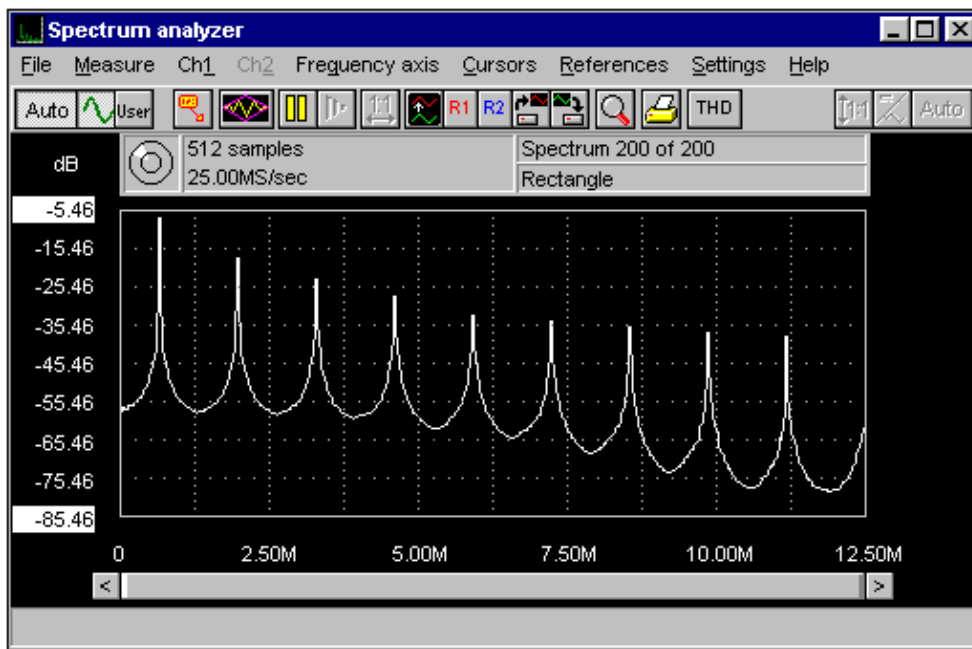 Spectrum analyzer
File Measure Ch1 Ch2 Frequency axis Cursors References Settings Help
Auto User R1 R2 THD 1:1 Auto
dB
512 samples
25.00MS/sec
Spectrum 200 of 200
Rectangle
-5.46
-15.46
-25.46
-35.46
-45.46
-55.46
-65.46
-75.46
-85.46
0 2.50M 5.00M 7.50M 10.00M 12.50M
< >